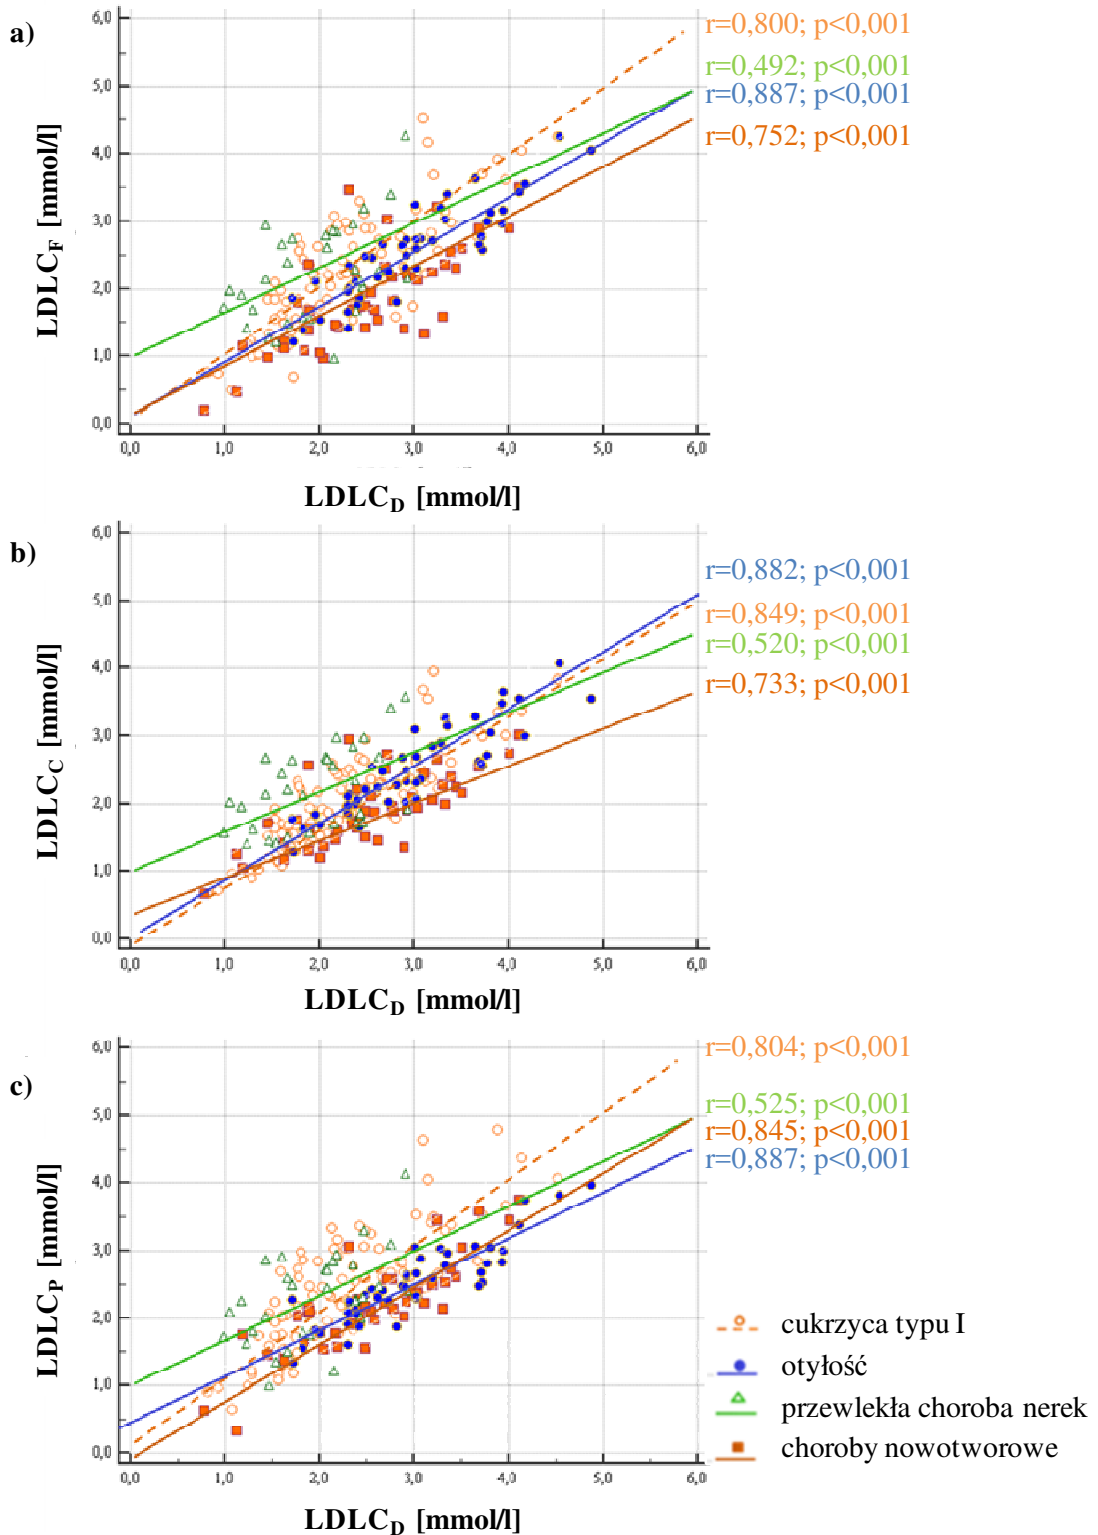 a)
6,0
5,0
4,0
3,0
2,0
1,0
0,0
LDLC_F [mmol/l]
r=0,800; p<0,001
r=0,492; p<0,001
r=0,887; p<0,001
r=0,752; p<0,001
0,0 1,0 2,0 3,0 4,0 5,0 6,0
LDLC_D [mmol/l]
b)
6,0
5,0
4,0
3,0
2,0
1,0
0,0
LDLC_C [mmol/l]
r=0,882; p<0,001
r=0,849; p<0,001
r=0,520; p<0,001
r=0,733; p<0,001
0,0 1,0 2,0 3,0 4,0 5,0 6,0
LDLC_D [mmol/l]
c)
6,0
5,0
4,0
3,0
2,0
1,0
0,0
LDLC_P [mmol/l]
r=0,804; p<0,001
r=0,525; p<0,001
r=0,845; p<0,001
r=0,887; p<0,001
cukrzyca typu I
otyłość
przewlekła choroba nerek
choroby nowotworowe
0,0 1,0 2,0 3,0 4,0 5,0 6,0
LDLC_D [mmol/l]